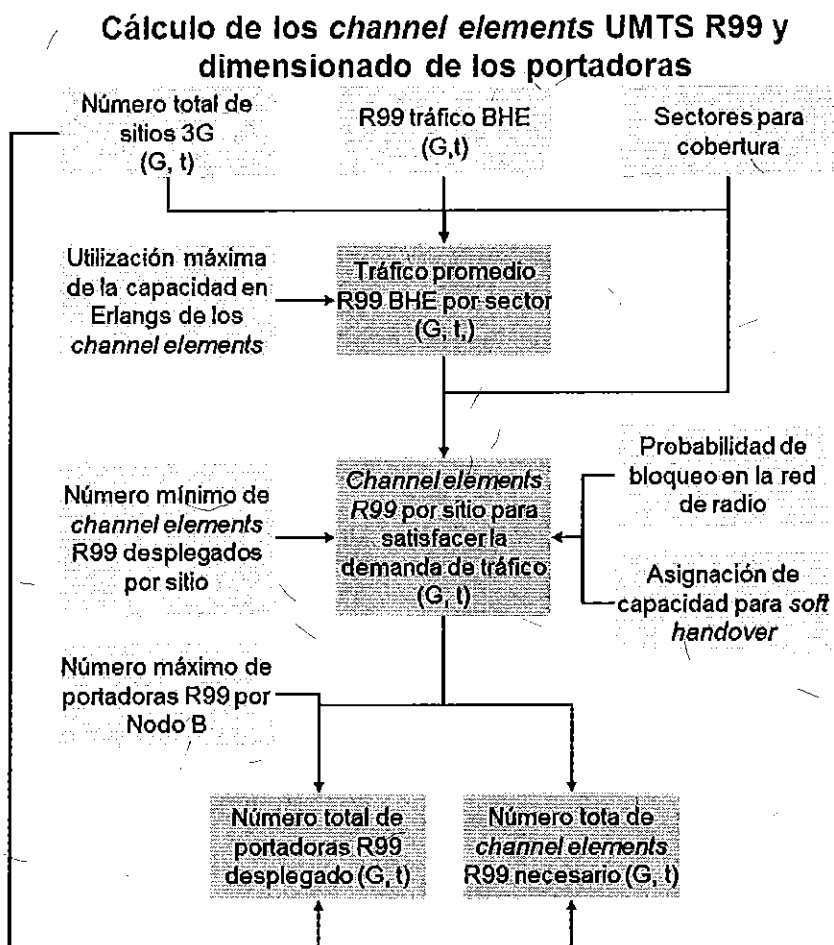 Cálculo de los channel elements UMTS R99 y
dimensionado de los portadoras
Número total de
sitios 3G
(G, t)
R99 tráfico BHE
(G,t)
Sectores para
cobertura
Utilización máxima
de la capacidad en
Erlangs de los
channel elements
Tráfico promedio
R99 BHE por sector
(G, t,)
Número mínimo de
channel elements
R99 desplegados
por sitio
Channel elements
R99 por sitio para
satisfacer la
demanda de tráfico
(G, t)
Probabilidad de
bloqueo en la red
de radio
Asignación de
capacidad para soft
handover
Número máximo de
portadoras R99 por
Nodo B
Número total de
portadoras R99
desplegado (G, t)
Número tota de
channel elements
R99 necesario (G, t)